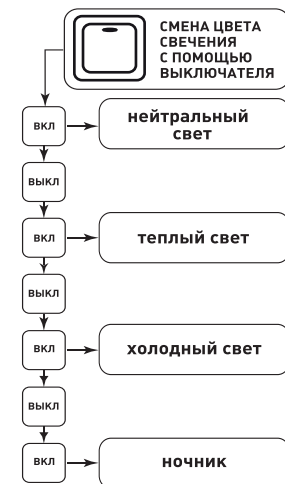 СМЕНА ЦВЕТА
СВЕЧЕНИЯ
С ПОМОЩЬЮ
ВЫКЛЮЧАТЕЛЯ
ВКЛ
нейтральный
свет
ВЫКЛ
ВКЛ
теплый свет
ВЫКЛ
ВКЛ
холодный свет
ВЫКЛ
ВКЛ
ночник